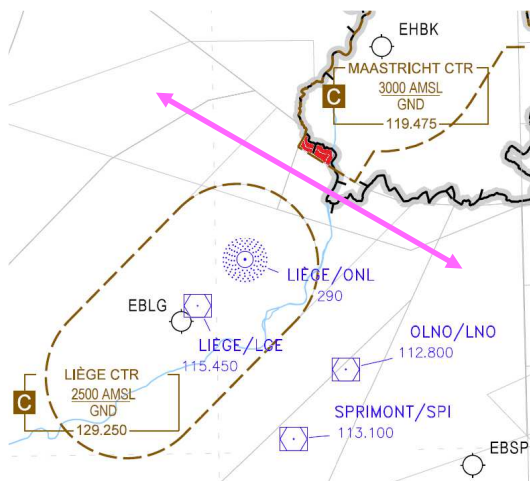 EHBK
MAASTRICHT CTR
C
3000 AMSL
GND
119.475
LIÈGE/ONL
290
EBLG
LIÈGE/LGE
115.450
OLNO/LNO
112.800
LIÈGE CTR
C
2500 AMSL
GND
129.250
SPRIMONT/SPI
113.100
EBSP